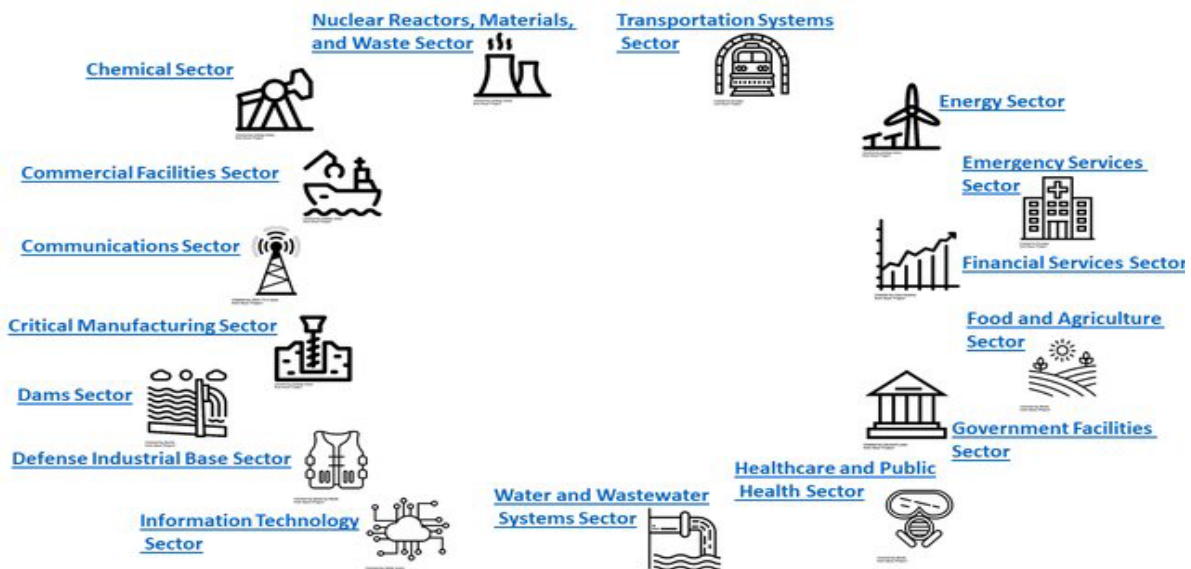 Nuclear Reactors, Materials,
and Waste Sector
Transportation Systems
Sector
Chemical Sector
Energy Sector
Emergency Services
Sector
Commercial Facilities Sector
Communications Sector
Financial Services Sector
Critical Manufacturing Sector
Food and Agriculture
Sector
Dams Sector
Government Facilities
Sector
Defense Industrial Base Sector
Healthcare and Public
Health Sector
Water and Wastewater
Systems Sector
Information Technology
Sector